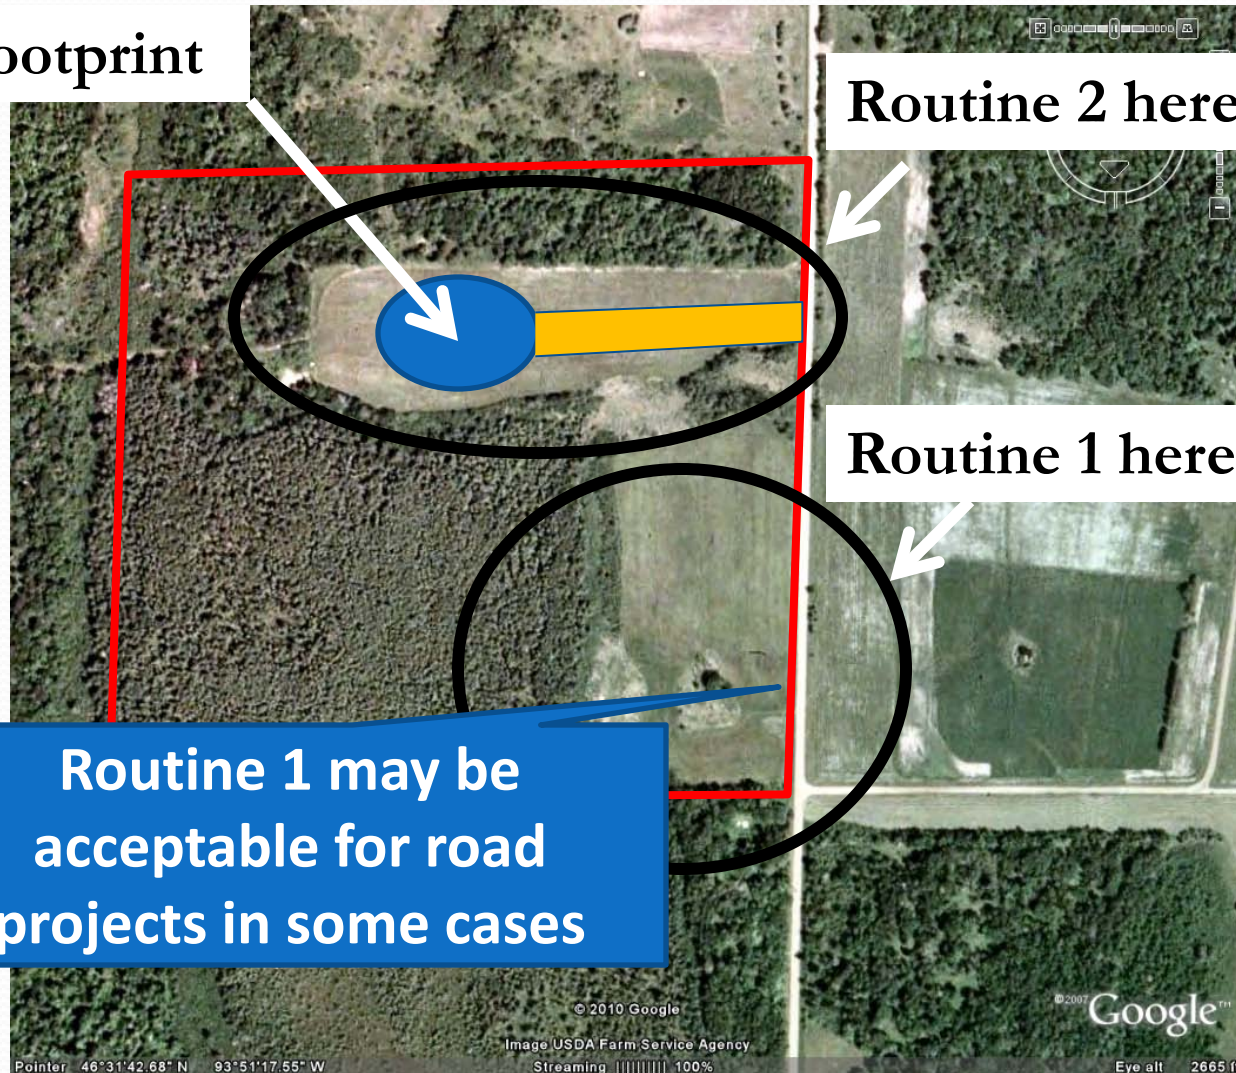 ootprint
Routine 2 here
Routine 1 here
Routine 1 may be
acceptable for road
projects in some cases
© 2010 Google
©2007 Google™
Image USDA Farm Service Agency
Pointer 46°31'42.68" N 93°51'17.55" W
Streaming |||||||||| 100%
Eye alt 2665 f